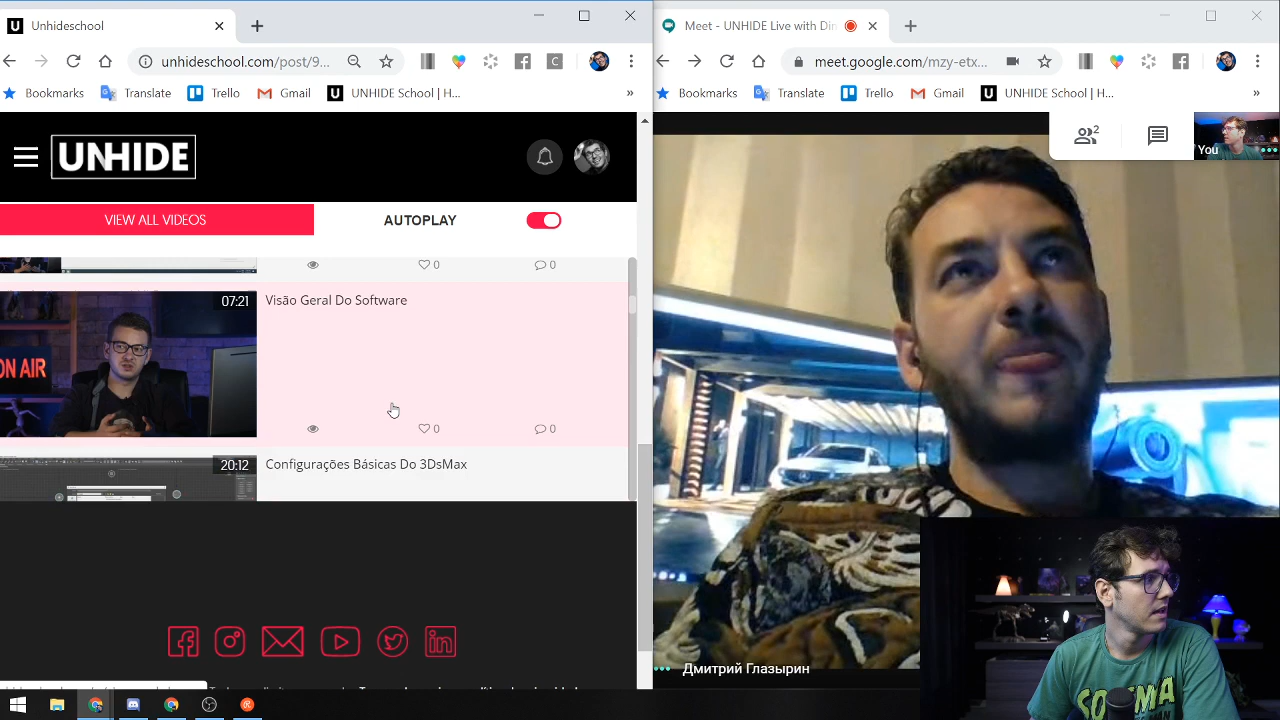 Unhideschool
unhideschool.com/post/9...
Bookmarks Translate Trello Gmail UNHIDE School | H... »
UNHIDE
VIEW ALL VIDEOS AUTOPLAY
0 0
07:21 Visão Geral Do Software
ON AIR
0 0
20:12 Configurações Básicas Do 3DsMax
Meet - UNHIDE Live with Dim
meet.google.com/mzy-etx...
Bookmarks Translate Trello Gmail UNHIDE School | H... »
2
You
Дмитрий Глазырин